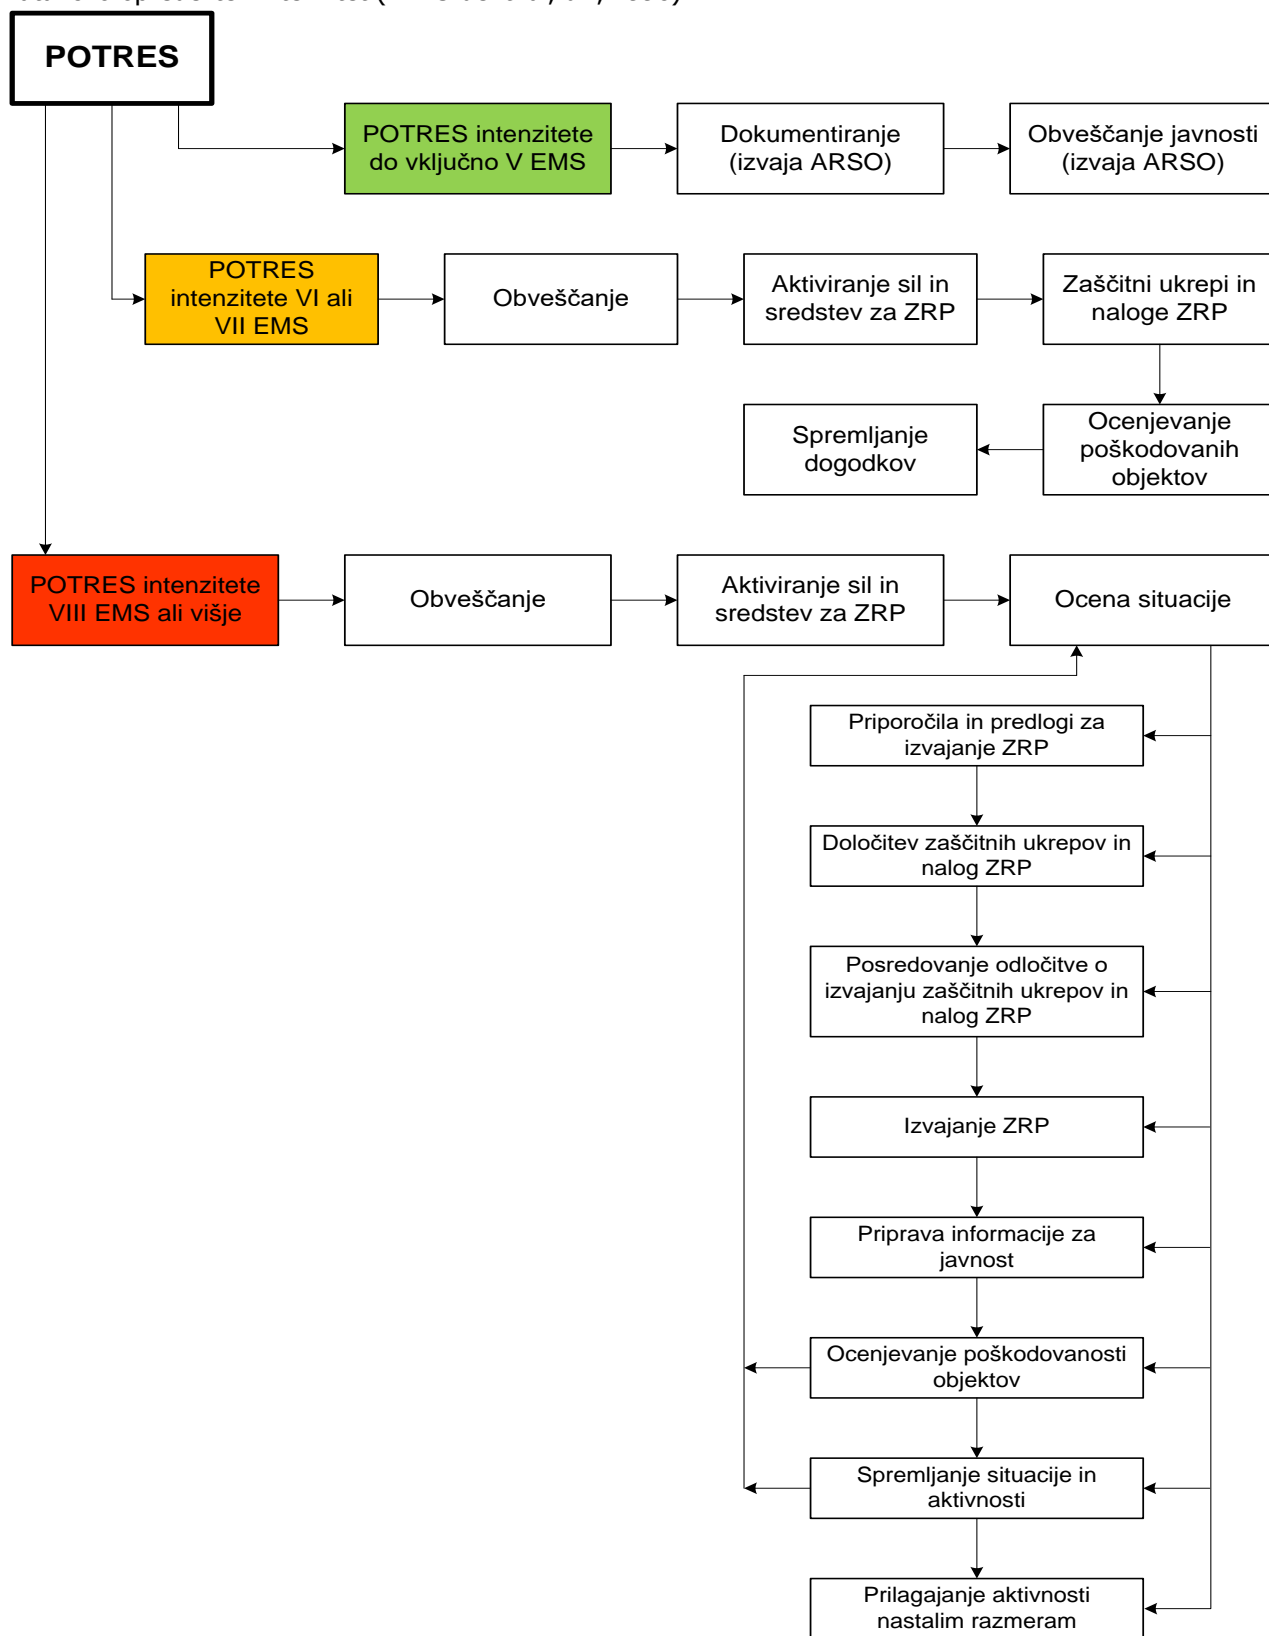 POTRES
POTRES intenzitete
do vključno V EMS
Dokumentiranje
(izvaja ARSO)
Obveščanje javnosti
(izvaja ARSO)
POTRES
intenzitete VI ali
VII EMS
Obveščanje
Aktiviranje sil in
sredstev za ZRP
Zaščitni ukrepi in
naloge ZRP
Spremljanje
dogodkov
Ocenjevanje
poškodovanih
objektov
POTRES intenzitete
VIII EMS ali višje
Obveščanje
Aktiviranje sil in
sredstev za ZRP
Ocena situacije
Priporočila in predlogi za
izvajanje ZRP
Določitev zaščitnih ukrepov in
nalog ZRP
Posredovanje odločitve o
izvajanju zaščitnih ukrepov in
nalog ZRP
Izvajanje ZRP
Priprava informacije za
javnost
Ocenjevanje poškodovanosti
objektov
Spremljanje situacije in
aktivnosti
Prilagajanje aktivnosti
nastalim razmeram